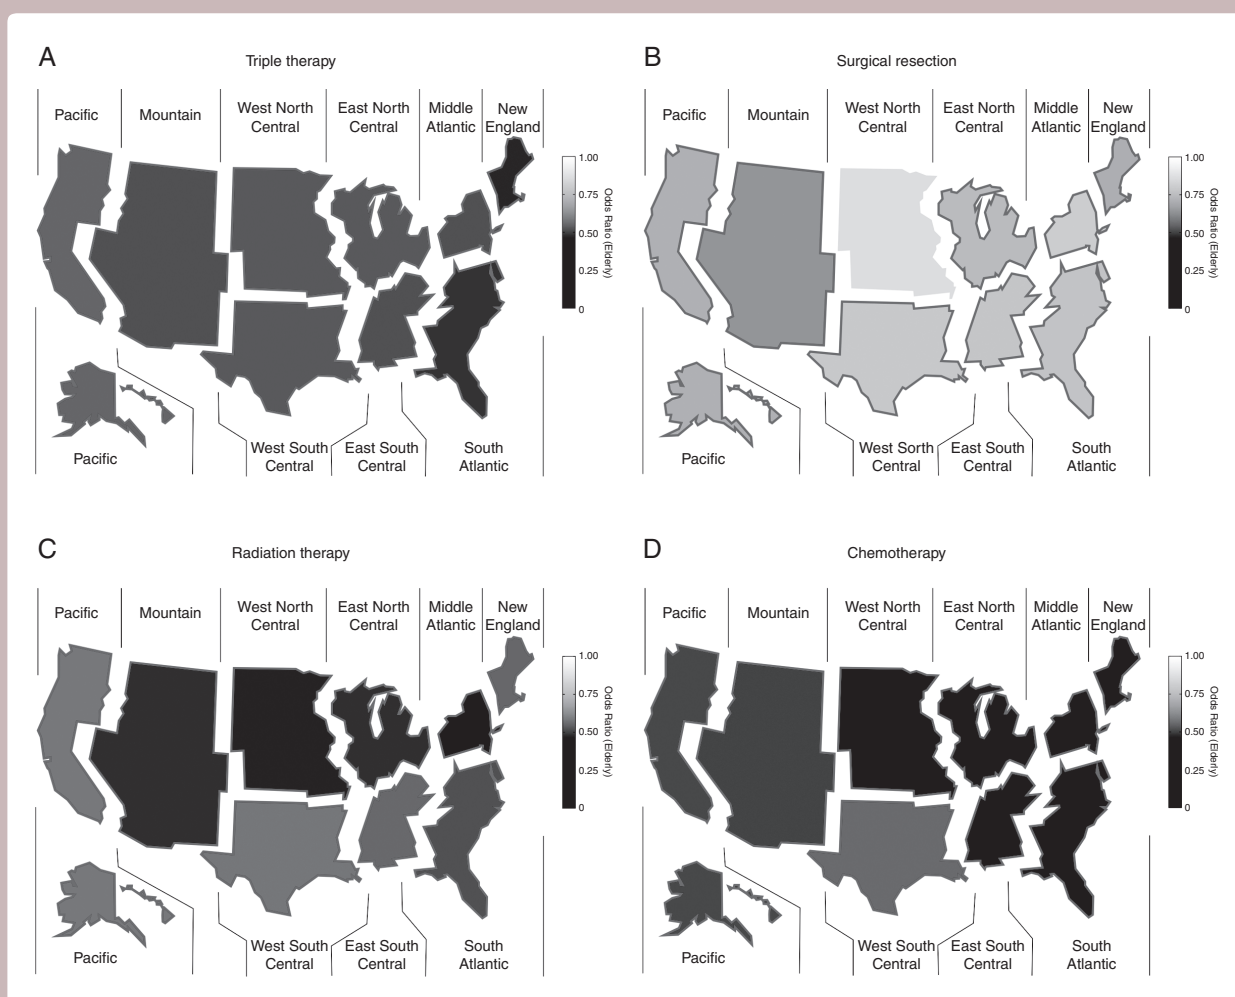 A
Triple therapy
Pacific
Mountain
West North
Central
East North
Central
Middle
Atlantic
New
England
1.00
0.75
0.50
0.25
0
Odds Ratio (Elderly)
Pacific
West South
Central
East South
Central
South
Atlantic
B
Surgical resection
Pacific
Mountain
West North
Central
East North
Central
Middle
Atlantic
New
England
1.00
0.75
0.50
0.25
0
Odds Ratio (Elderly)
Pacific
West Sorth
Central
East South
Central
South
Atlantic
C
Radiation therapy
Pacific
Mountain
West North
Central
East North
Central
Middle
Atlantic
New
England
1.00
0.75
0.50
0.25
0
Odds Ratio (Elderly)
Pacific
West South
Central
East South
Central
South
Atlantic
D
Chemotherapy
Pacific
Mountain
West North
Central
East North
Central
Middle
Atlantic
New
England
1.00
0.75
0.50
0.25
0
Odds Ratio (Elderly)
Pacific
West South
Central
East South
Central
South
Atlantic